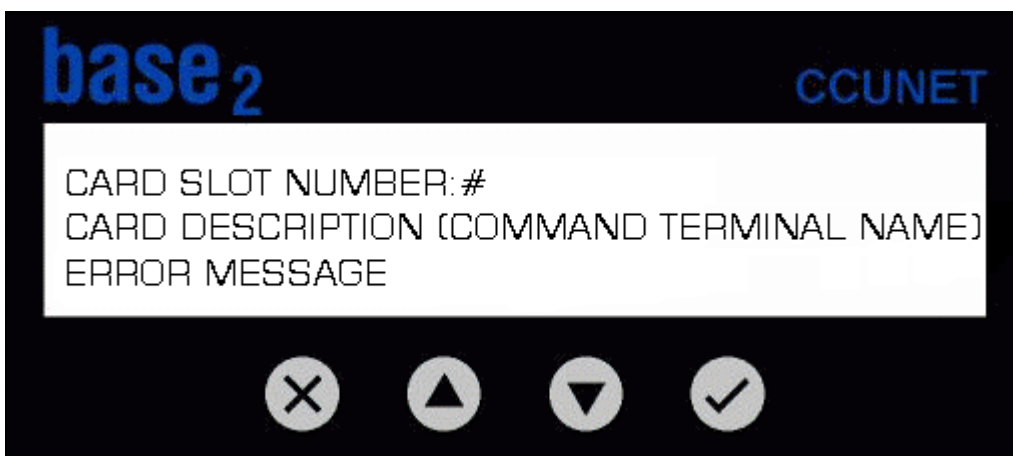 base2
CCUNET
CARD SLOT NUMBER:#
CARD DESCRIPTION (COMMAND TERMINAL NAME)
ERROR MESSAGE